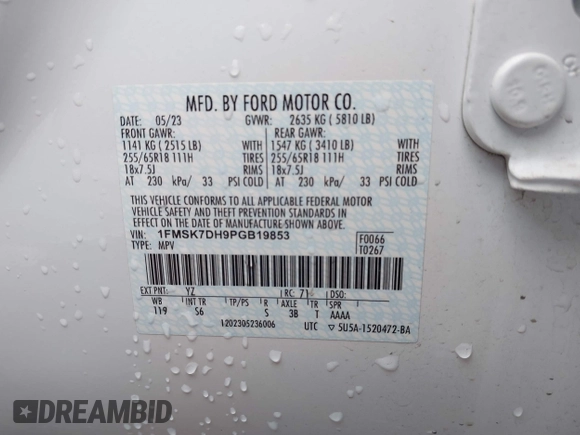 MFD. BY FORD MOTOR CO.
DATE: 05/23 GVWR: 2635 KG ( 5810 LB)
FRONT GAWR: REAR GAWR:
1141 KG ( 2515 LB) WITH 1547 KG ( 3410 LB) WITH
255/65R18 111H TIRES 255/65R18 111H TIRES
18x7.5J RIMS 18x7.5J RIMS
AT 230 kPa/ 33 PSI COLD AT 230 kPa/ 33 PSI COLD
THIS VEHICLE CONFORMS TO ALL APPLICABLE FEDERAL MOTOR
VEHICLE SAFETY AND THEFT PREVENTION STANDARDS IN EFFECT
ON THE DATE OF MANUFACTURE SHOWN ABOVE.
VIN: 1FMSK7DH9PGB19853 F0066
TYPE: MPV T0267
EXT PNT: YZ RC: 71 DSO:
WB INT TR TP/PS R AXLE TR SPR
119 S6 S 3B T AAAA
1202305236006 UTC 5U5A-1520472-BA
DREAMBID